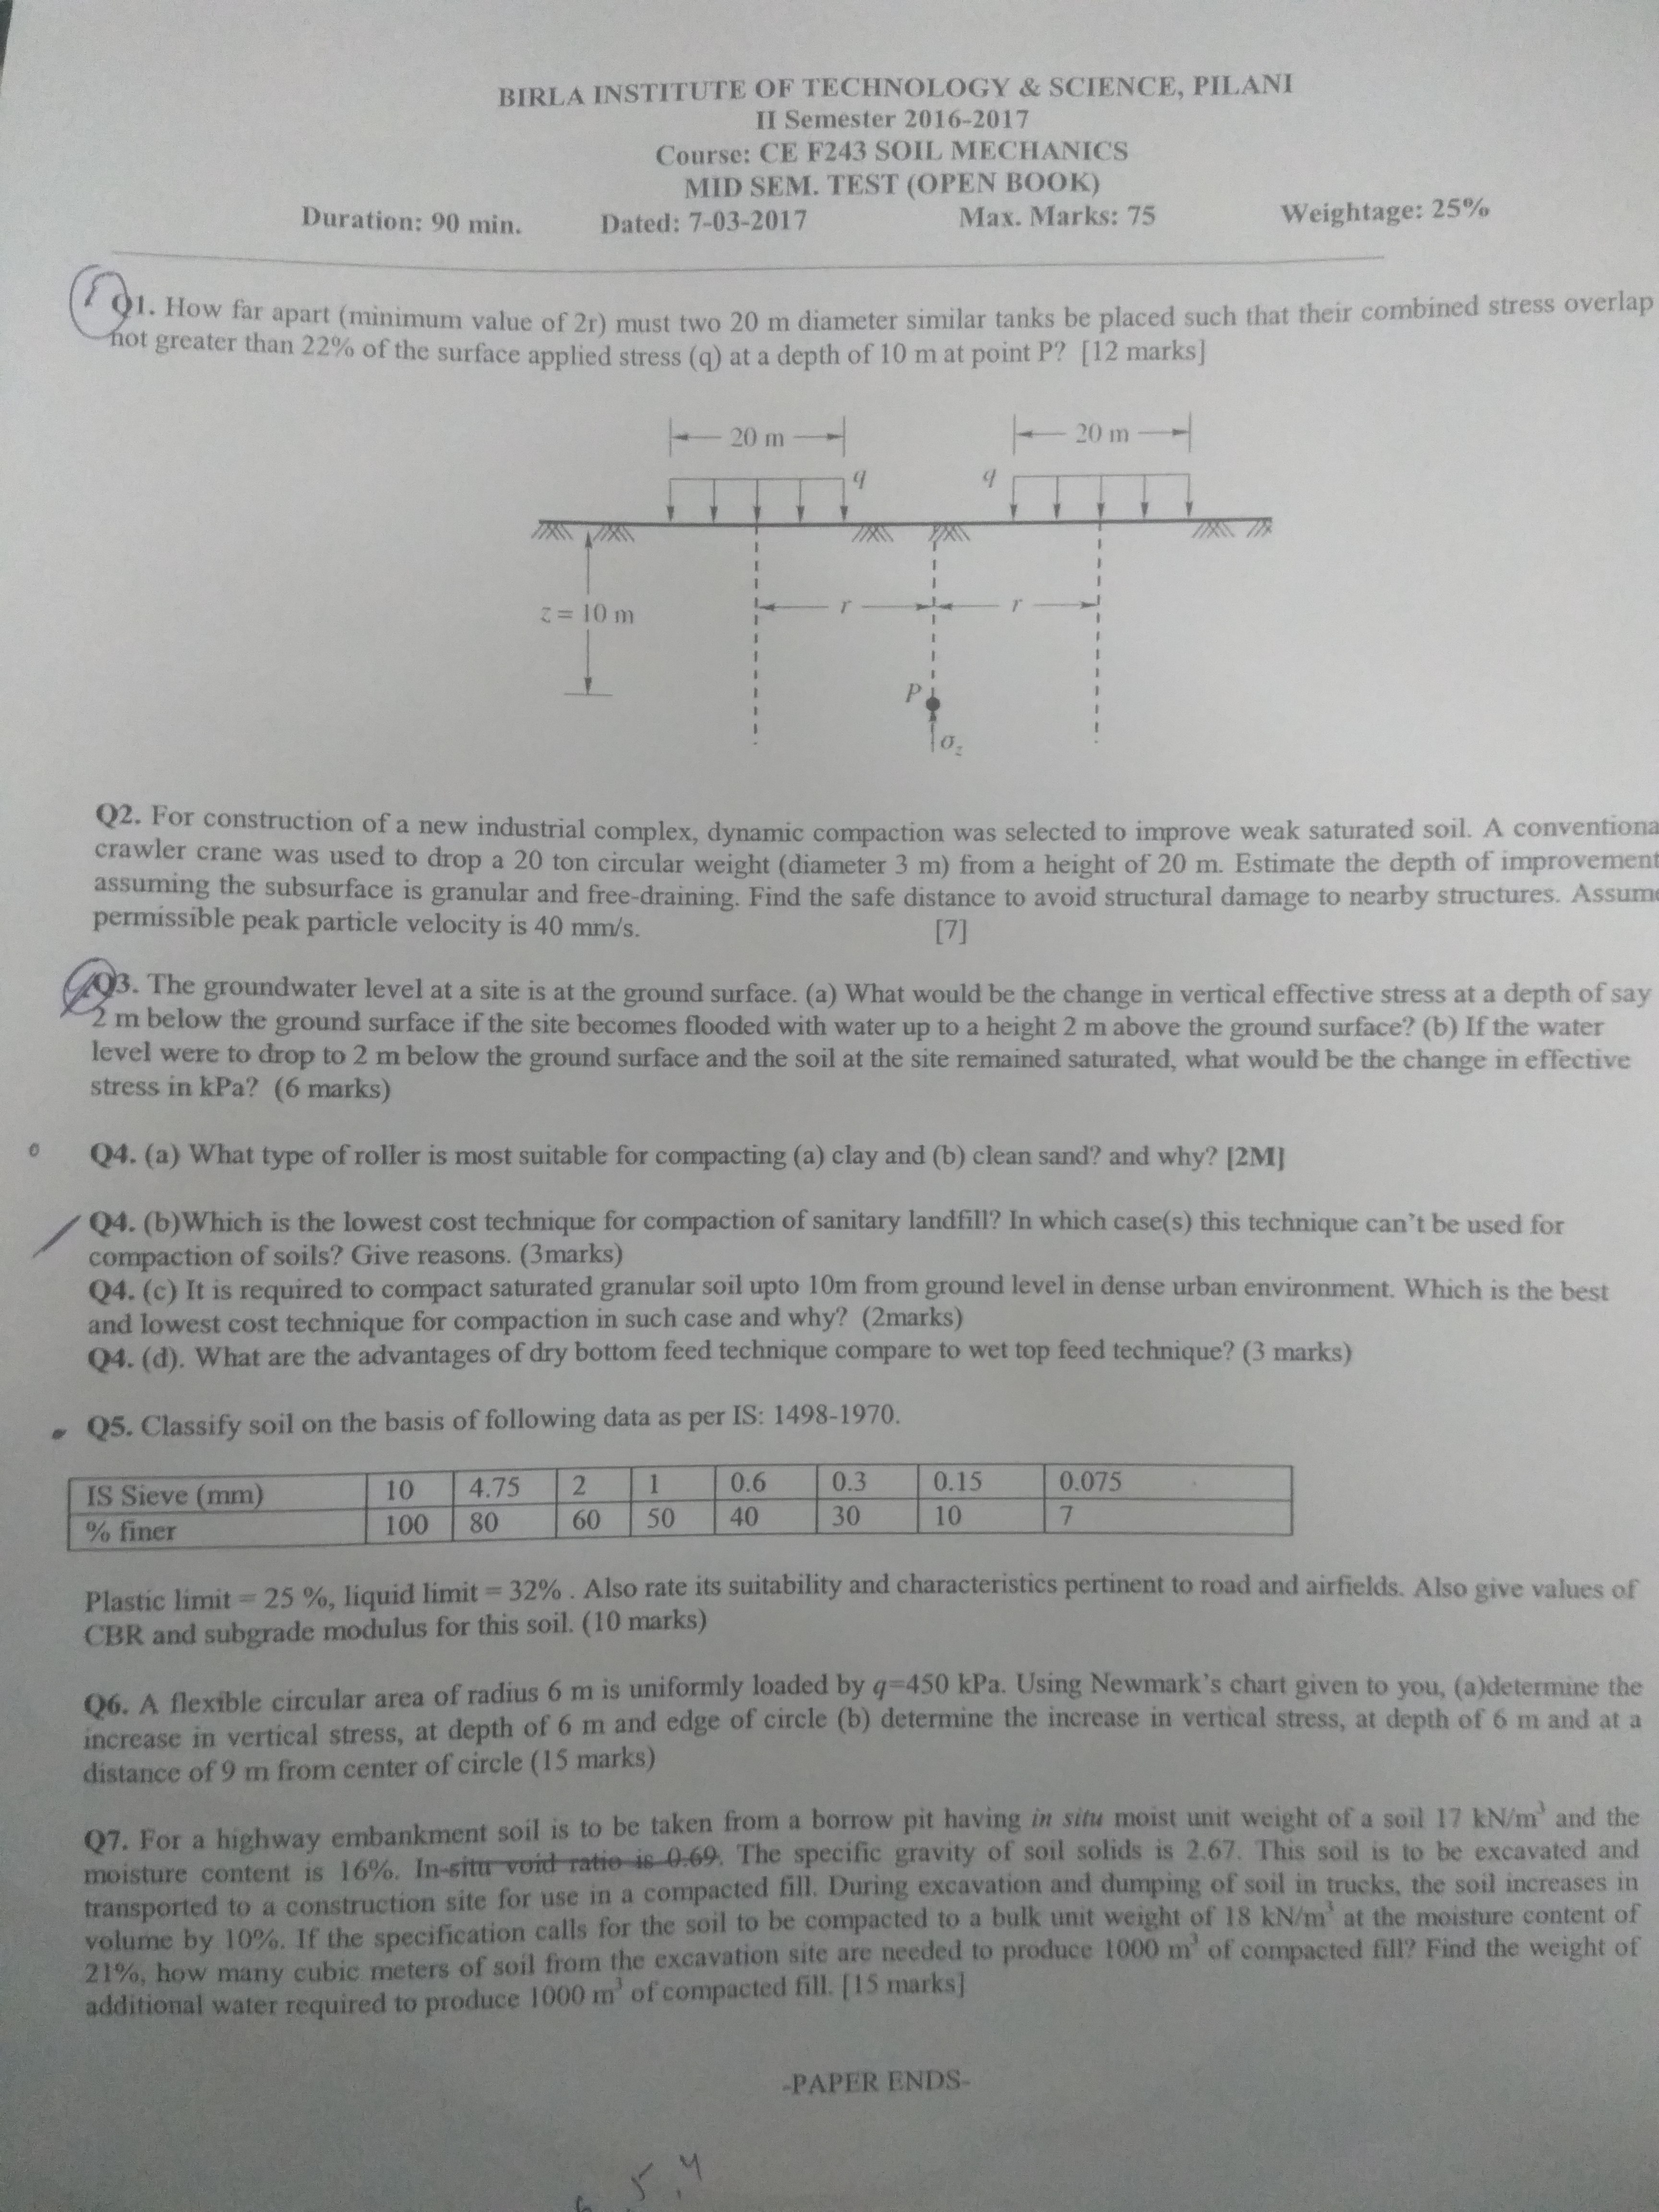 BIRLA INSTITUTE OF TECHNOLOGY & SCIENCE, PILANI
II Semester 2016-2017
Course: CE F243 SOIL MECHANICS
MID SEM. TEST (OPEN BOOK)
Duration: 90 min. Dated: 7-03-2017 Max. Marks: 75 Weightage: 25%
Q1. How far apart (minimum value of 2r) must two 20 m diameter similar tanks be placed such that their combined stress overlap
not greater than 22% of the surface applied stress (q) at a depth of 10 m at point P? [12 marks]
20 m 20 m
q q
z = 10 m r r
P
σz
Q2. For construction of a new industrial complex, dynamic compaction was selected to improve weak saturated soil. A conventiona
crawler crane was used to drop a 20 ton circular weight (diameter 3 m) from a height of 20 m. Estimate the depth of improvement
assuming the subsurface is granular and free-draining. Find the safe distance to avoid structural damage to nearby structures. Assume
permissible peak particle velocity is 40 mm/s. [7]
Q3. The groundwater level at a site is at the ground surface. (a) What would be the change in vertical effective stress at a depth of say
2 m below the ground surface if the site becomes flooded with water up to a height 2 m above the ground surface? (b) If the water
level were to drop to 2 m below the ground surface and the soil at the site remained saturated, what would be the change in effective
stress in kPa? (6 marks)
Q4. (a) What type of roller is most suitable for compacting (a) clay and (b) clean sand? and why? [2M]
Q4. (b)Which is the lowest cost technique for compaction of sanitary landfill? In which case(s) this technique can't be used for
compaction of soils? Give reasons. (3marks)
Q4. (c) It is required to compact saturated granular soil upto 10m from ground level in dense urban environment. Which is the best
and lowest cost technique for compaction in such case and why? (2marks)
Q4. (d). What are the advantages of dry bottom feed technique compare to wet top feed technique? (3 marks)
Q5. Classify soil on the basis of following data as per IS: 1498-1970.
IS Sieve (mm) 10 4.75 2 1 0.6 0.3 0.15 0.075
% finer 100 80 60 50 40 30 10 7
Plastic limit = 25 %, liquid limit = 32% . Also rate its suitability and characteristics pertinent to road and airfields. Also give values of
CBR and subgrade modulus for this soil. (10 marks)
Q6. A flexible circular area of radius 6 m is uniformly loaded by q=450 kPa. Using Newmark's chart given to you, (a)determine the
increase in vertical stress, at depth of 6 m and edge of circle (b) determine the increase in vertical stress, at depth of 6 m and at a
distance of 9 m from center of circle (15 marks)
Q7. For a highway embankment soil is to be taken from a borrow pit having in situ moist unit weight of a soil 17 kN/m³ and the
moisture content is 16%. In-situ void ratio is 0.69. The specific gravity of soil solids is 2.67. This soil is to be excavated and
transported to a construction site for use in a compacted fill. During excavation and dumping of soil in trucks, the soil increases in
volume by 10%. If the specification calls for the soil to be compacted to a bulk unit weight of 18 kN/m³ at the moisture content of
21%, how many cubic meters of soil from the excavation site are needed to produce 1000 m³ of compacted fill? Find the weight of
additional water required to produce 1000 m³ of compacted fill. [15 marks]
-PAPER ENDS-